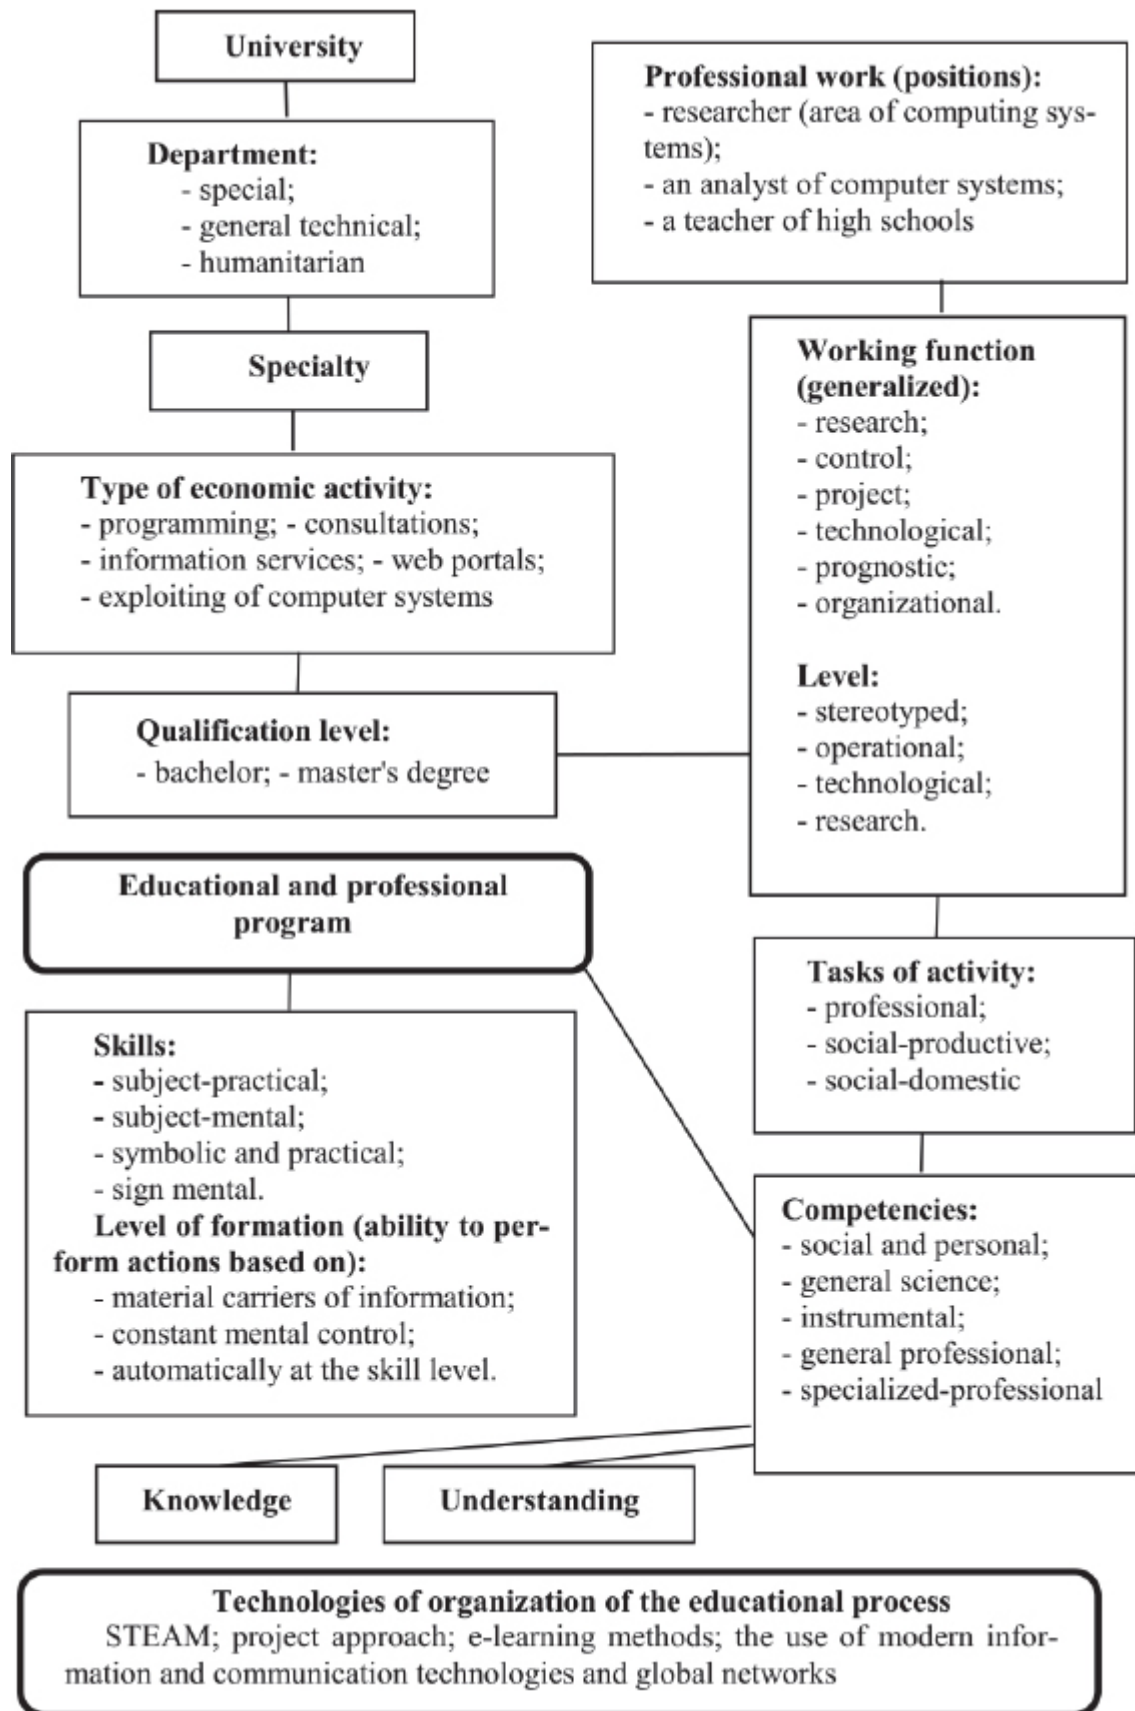 University
Department:
- special;
- general technical;
- humanitarian
Specialty
Type of economic activity:
- programming; - consultations;
- information services; - web portals;
- exploiting of computer systems
Qualification level:
- bachelor; - master's degree
Professional work (positions):
- researcher (area of computing sys-
tems);
- an analyst of computer systems;
- a teacher of high schools
Working function
(generalized):
- research;
- control;
- project;
- technological;
- prognostic;
- organizational.
Level:
- stereotyped;
- operational;
- technological;
- research.
Educational and professional
program
Skills:
- subject-practical;
- subject-mental;
- symbolic and practical;
- sign mental.
Level of formation (ability to per-
form actions based on):
- material carriers of information;
- constant mental control;
- automatically at the skill level.
Tasks of activity:
- professional;
- social-productive;
- social-domestic
Competencies:
- social and personal;
- general science;
- instrumental;
- general professional;
- specialized-professional
Knowledge
Understanding
Technologies of organization of the educational process
STEAM; project approach; e-learning methods; the use of modern infor-
mation and communication technologies and global networks